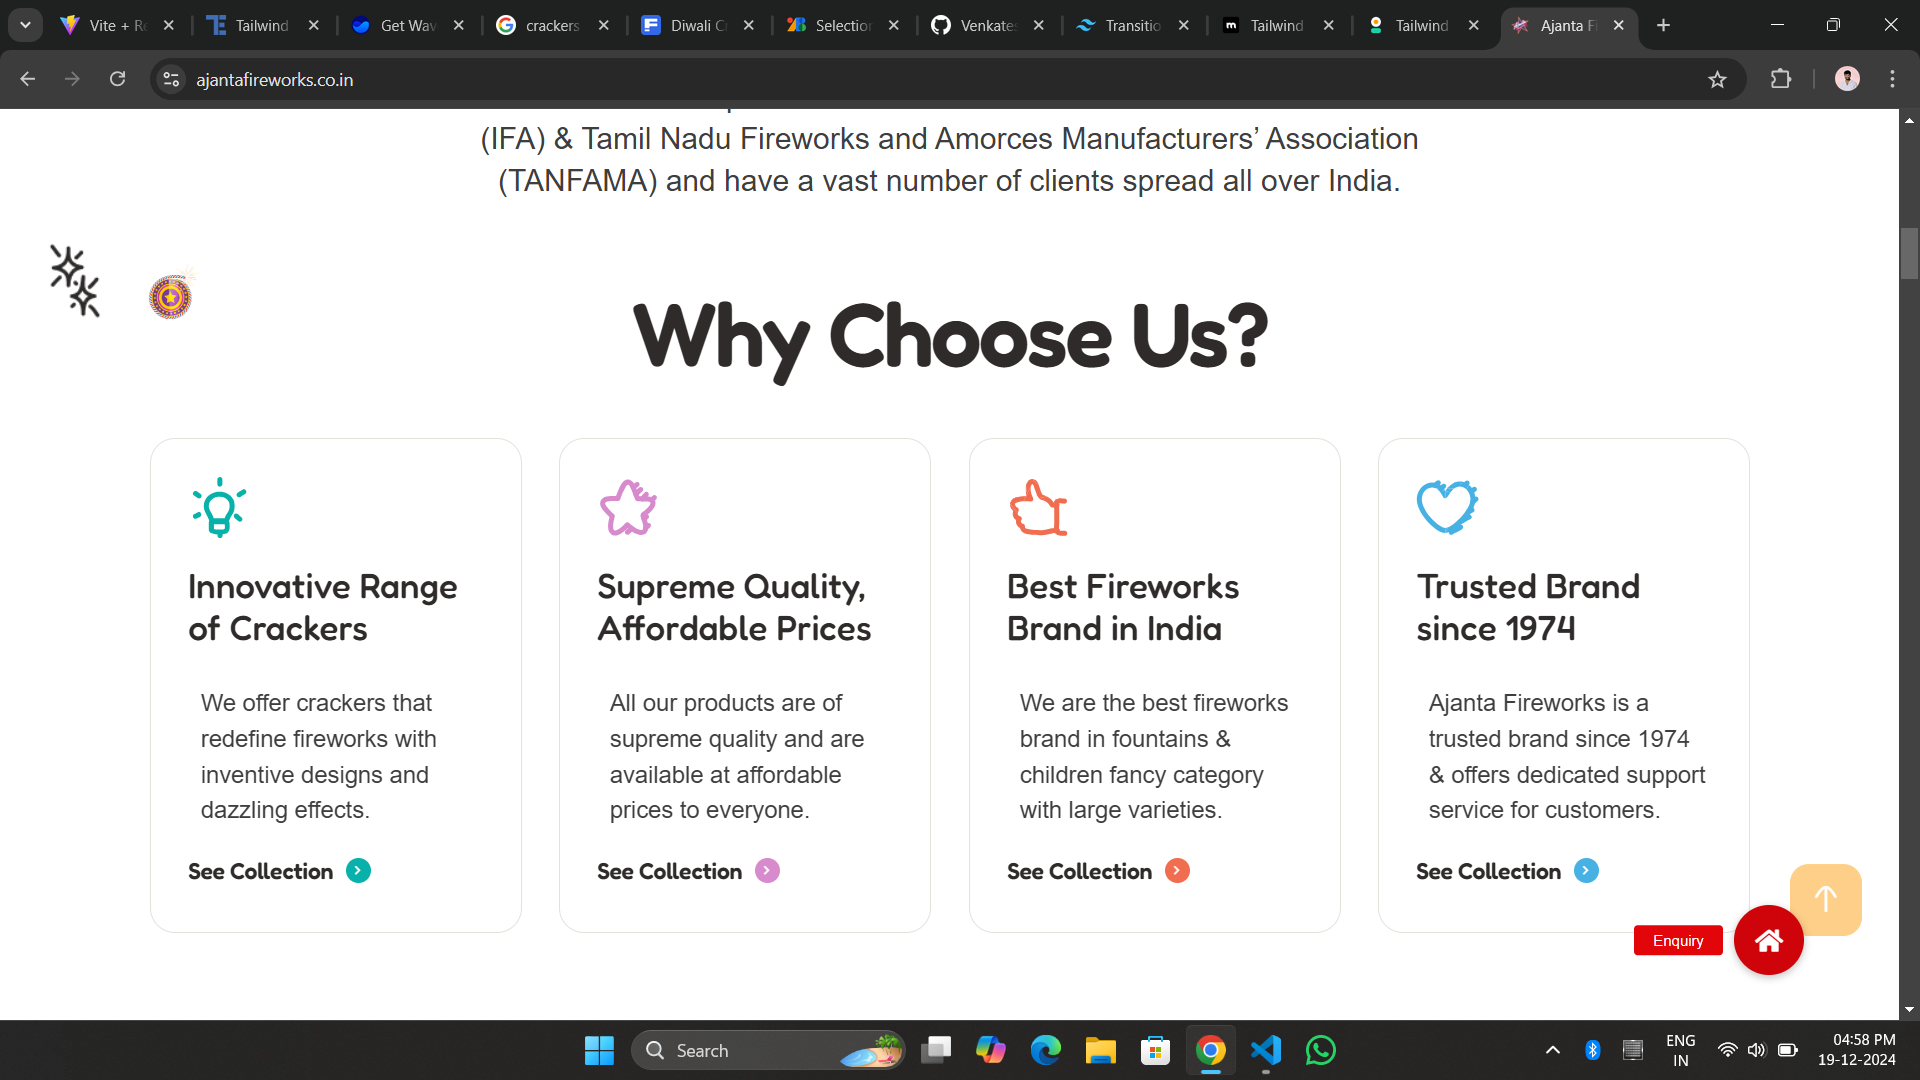 Vite + Re
Tailwind
Get Wav
crackers
Diwali C
Selection
Venkates
Transitio
Tailwind
Tailwind
Ajanta Fi
ajantafireworks.co.in
(IFA) & Tamil Nadu Fireworks and Amorces Manufacturers’ Association
(TANFAMA) and have a vast number of clients spread all over India.
Why Choose Us?
Innovative Range
of Crackers
We offer crackers that
redefine fireworks with
inventive designs and
dazzling effects.
See Collection
Supreme Quality,
Affordable Prices
All our products are of
supreme quality and are
available at affordable
prices to everyone.
See Collection
Best Fireworks
Brand in India
We are the best fireworks
brand in fountains &
children fancy category
with large varieties.
See Collection
Trusted Brand
since 1974
Ajanta Fireworks is a
trusted brand since 1974
& offers dedicated support
service for customers.
See Collection
Enquiry
Search
ENG
IN
04:58 PM
19-12-2024